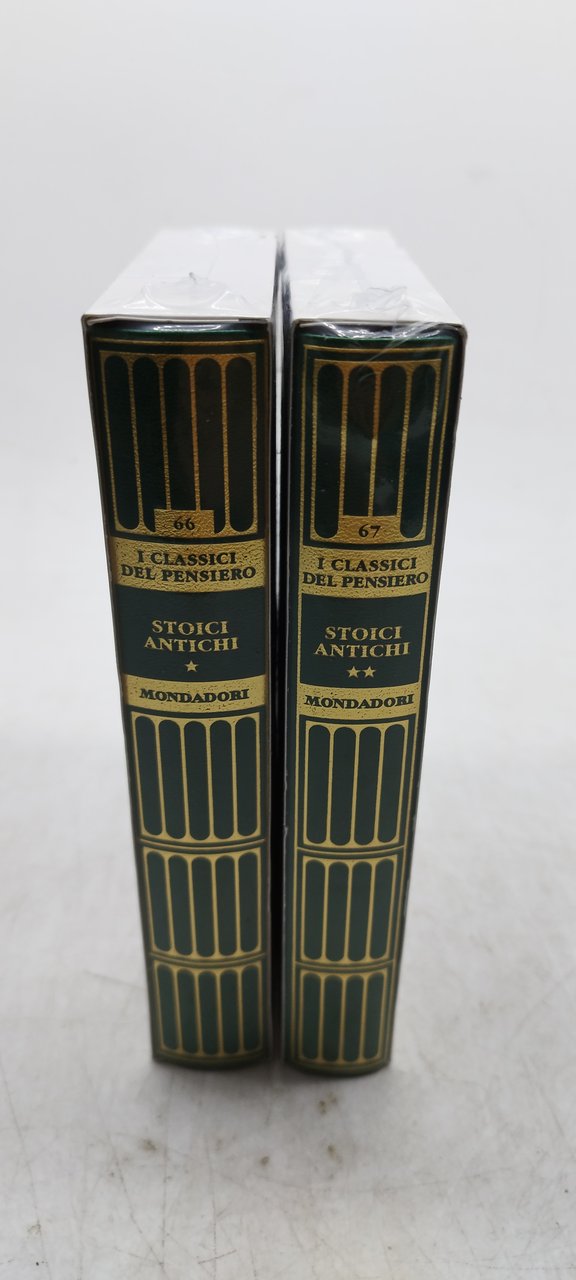 66
I CLASSICI
DEL PENSIERO
STOICI
ANTICHI
★
MONDADORI
67
I CLASSICI
DEL PENSIERO
STOICI
ANTICHI
★★
MONDADORI